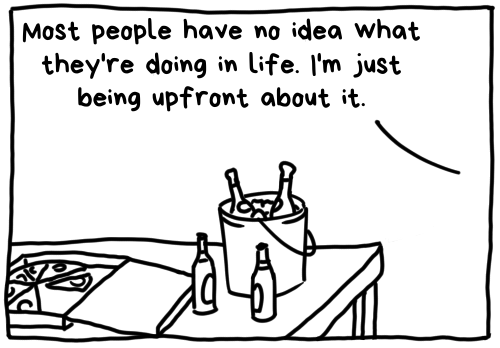 Most people have no idea what
they're doing in life. I'm just
being upfront about it.